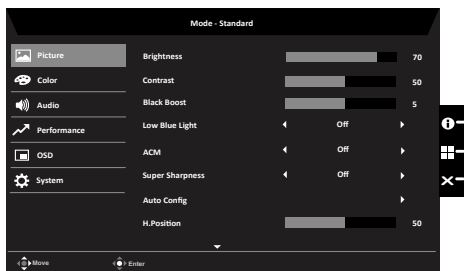 Mode - Standard
Picture
Color
Audio
Performance
OSD
System
Brightness 70
Contrast 50
Black Boost 5
Low Blue Light Off
ACM Off
Super Sharpness Off
Auto Config
H.Position 50
Move Enter